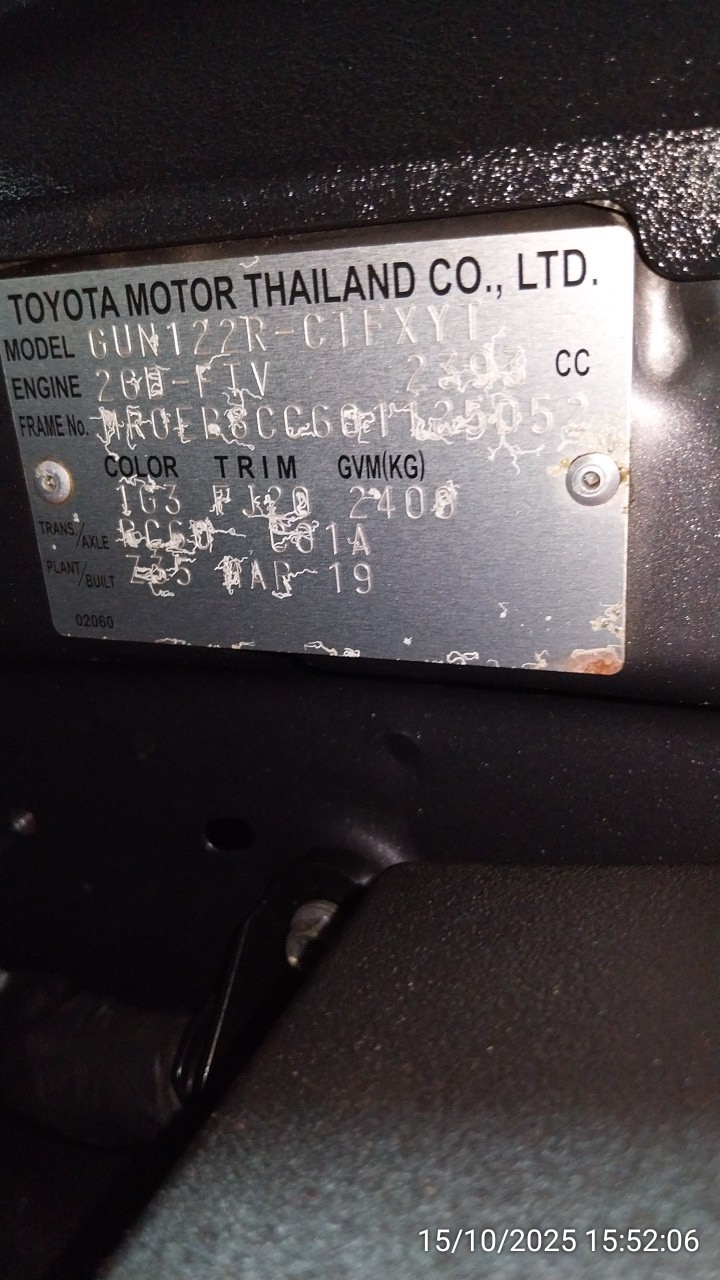 TOYOTA MOTOR THAILAND CO., LTD.
MODEL GUN122R-CTFXYT
ENGINE 2GD-FTV 2393 CC
FRAME No. MR0EB8CC601125052
COLOR TRIM GVM(KG)
1G3 FJ20 2400
TRANS./AXLE
PLANT/BUILT MAR 19
02060
15/10/2025 15:52:06